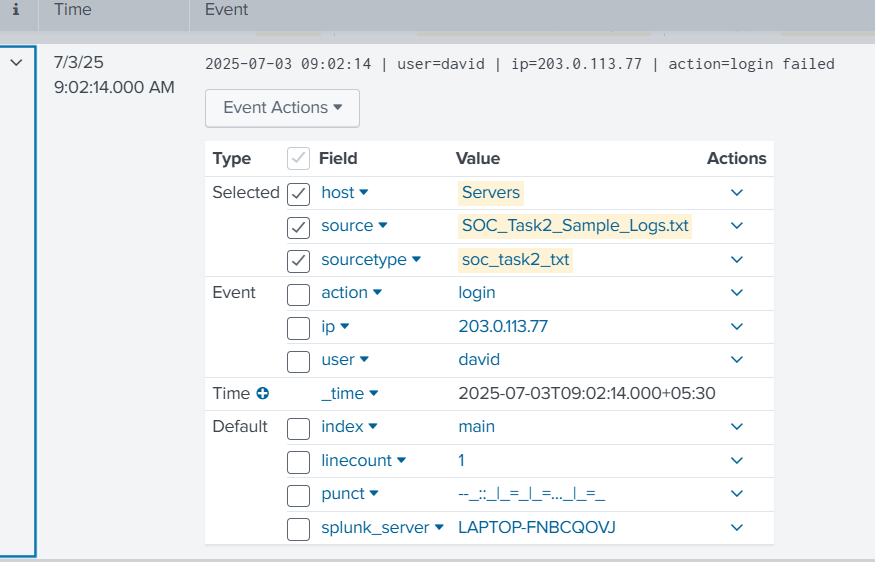 i Time Event
7/3/25 2025-07-03 09:02:14 | user=david | ip=203.0.113.77 | action=login failed
9:02:14.000 AM
Event Actions
Type Field Value Actions
Selected host Servers
source SOC_Task2_Sample_Logs.txt
sourcetype soc_task2_txt
Event action login
ip 203.0.113.77
user david
Time _time 2025-07-03T09:02:14.000+05:30
Default index main
linecount 1
punct --_::_|_=_|_=..._|_=_
splunk_server LAPTOP-FNBCQOVJ